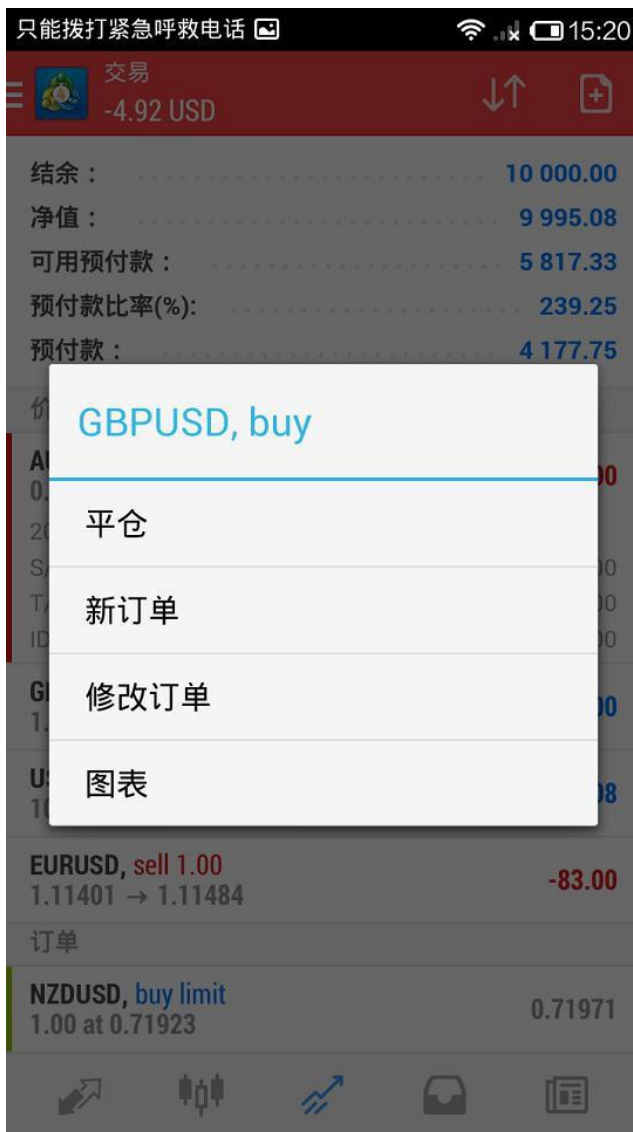 只能拨打紧急呼救电话 15:20
交易
-4.92 USD
结余： 10 000.00
净值： 9 995.08
可用预付款： 5 817.33
预付款比率(%): 239.25
预付款： 4 177.75
GBPUSD, buy
平仓
新订单
修改订单
图表
EURUSD, sell 1.00
1.11401 → 1.11484 -83.00
订单
NZDUSD, buy limit
1.00 at 0.71923 0.71971